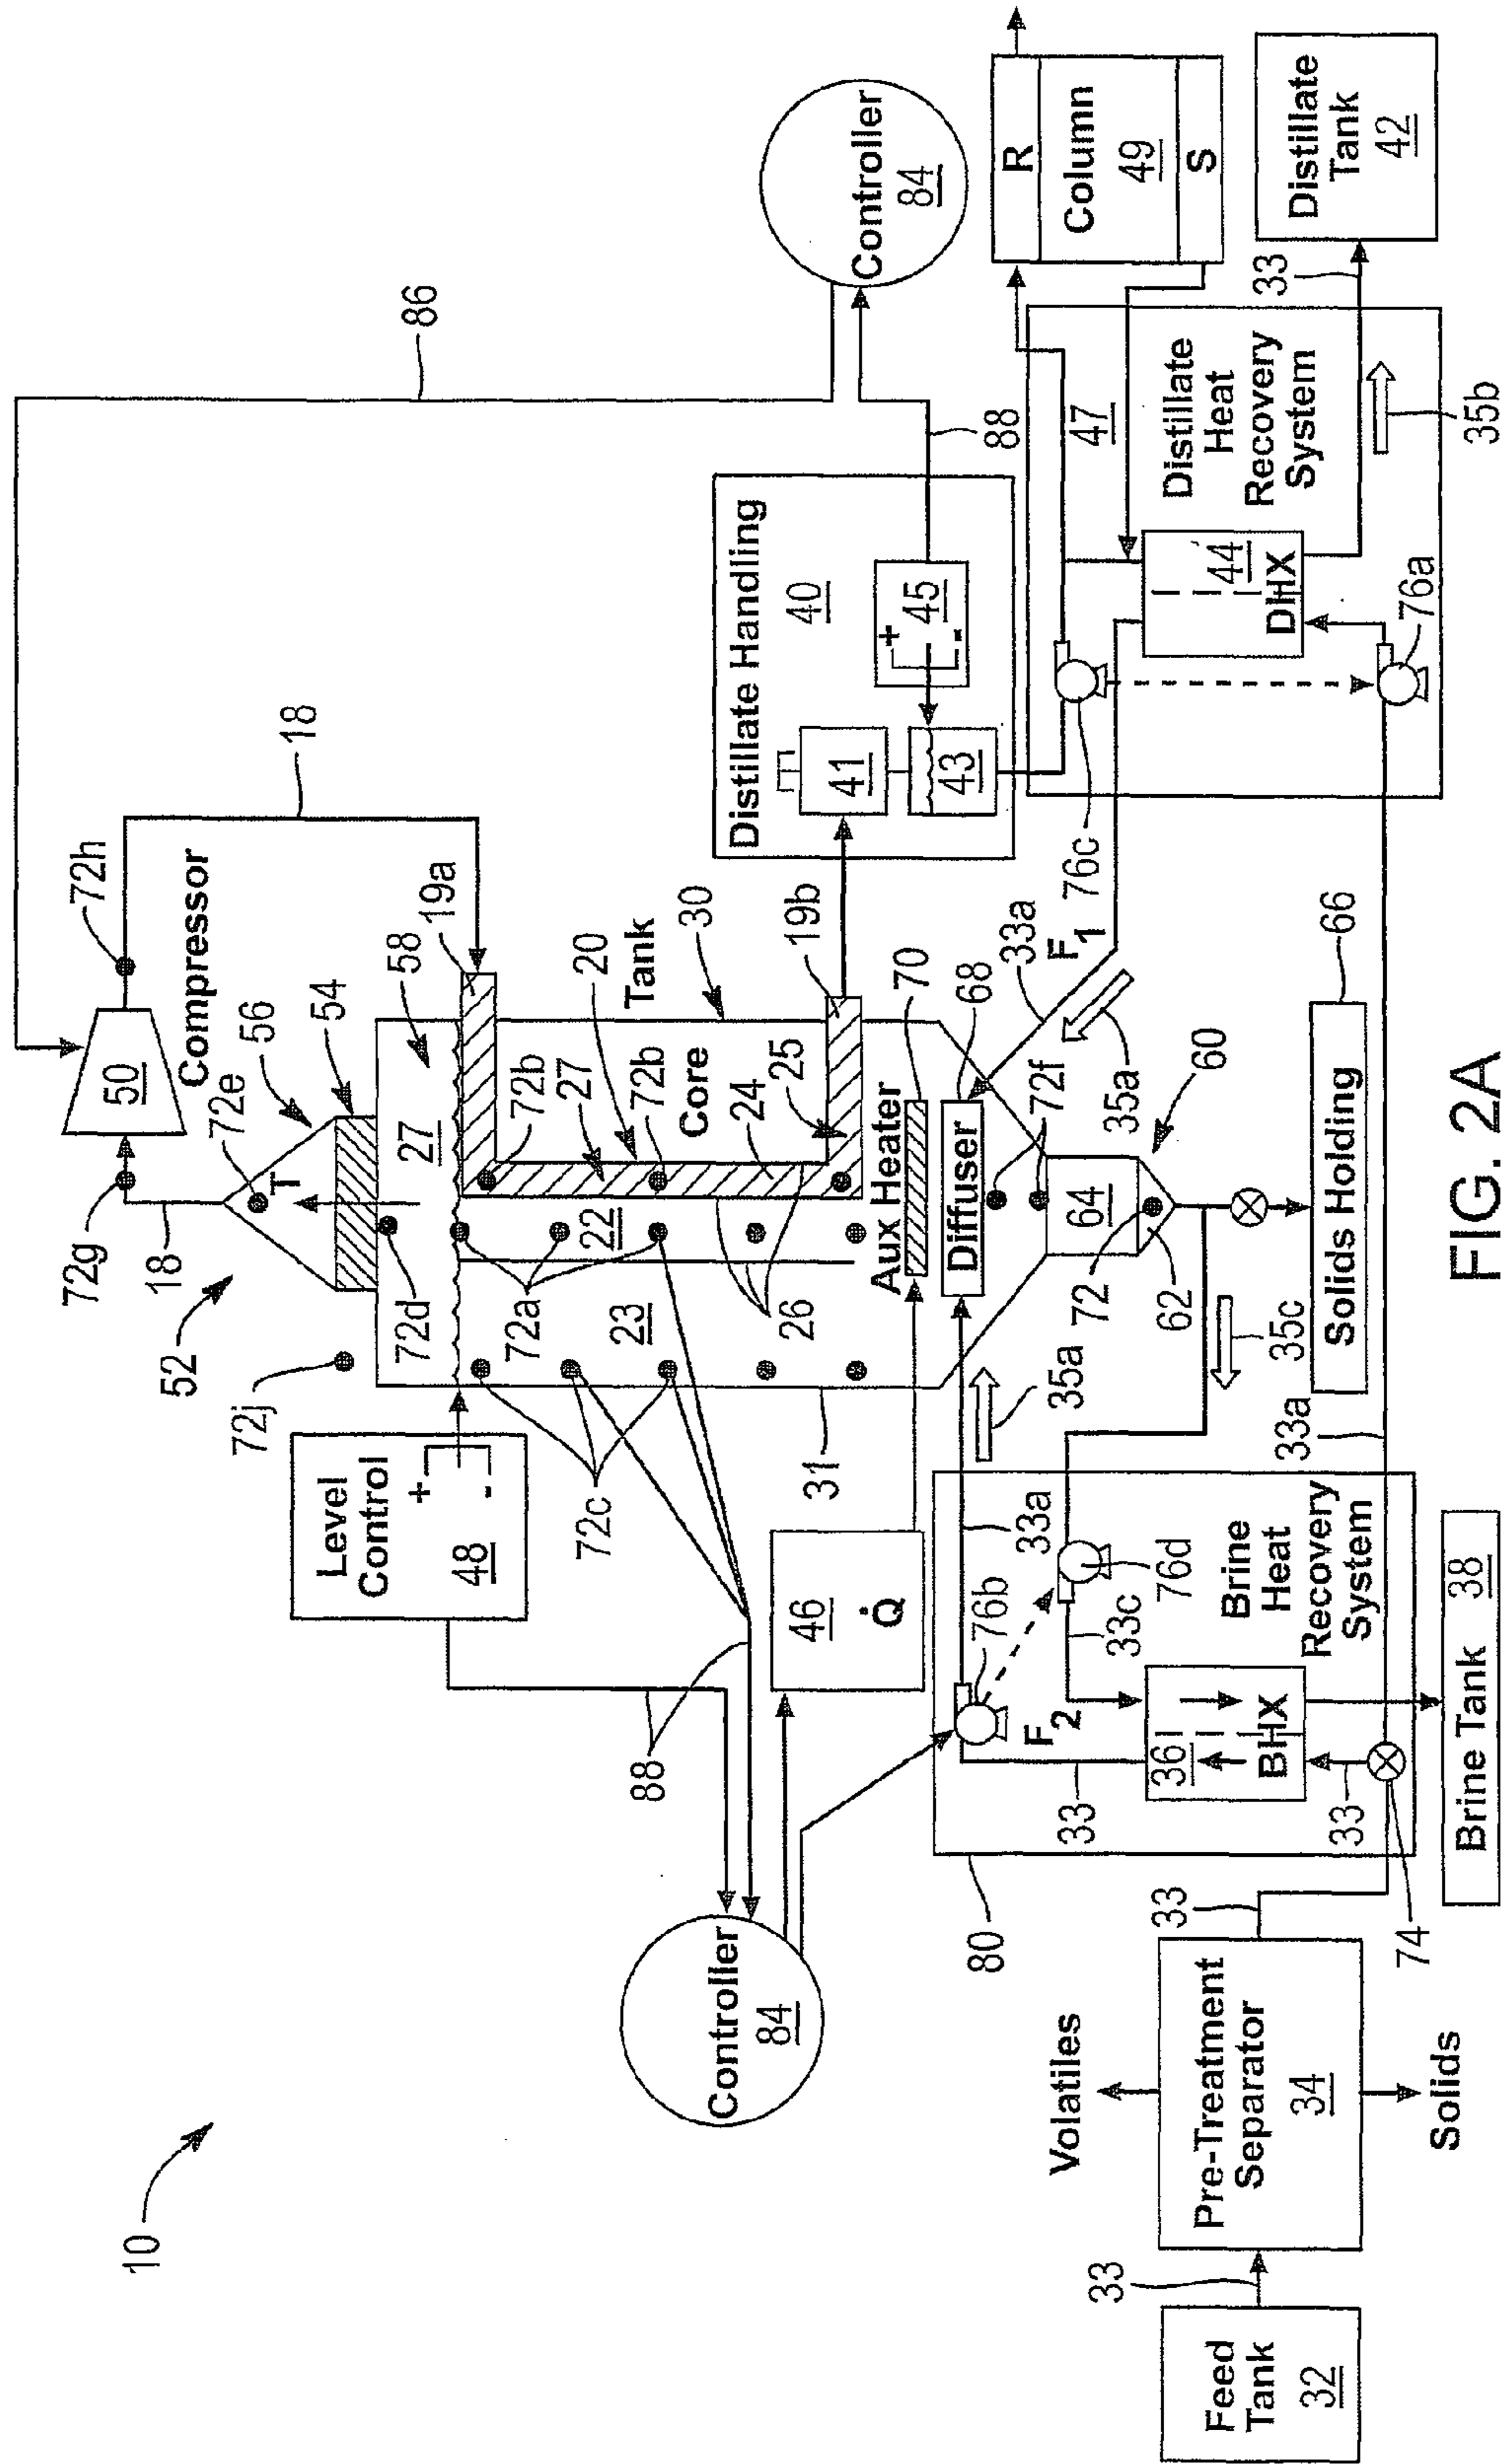 10
52
72j
72g
18
72e
T
56
54
50
Compressor
72h
18
86
Level
Control
+
-
48
72d
27
58
19a
72a
22
23
26
72c
31
72b
27
20
72b
Core
24
25
Tank
30
19b
Aux Heater
70
Diffuser
68
72f
64
72
62
60
35a
33a
F1
35a
35c
Solids Holding
66
Controller
84
88
46
Q̇
Distillate Handling
40
41
43
+
45
-
88
Controller
84
R
Column
49
S
47
Distillate
Heat
Recovery
System
44
DHX
76c
76a
33
35b
Distillate
Tank
42
80
33a
76b
76d
33c
F2
33
36
BHX
33
Brine
Heat
Recovery
System
33a
Brine Tank 38
74
33
Volatiles
Pre-Treatment
Separator
34
Solids
33
Feed
Tank
32
FIG. 2A